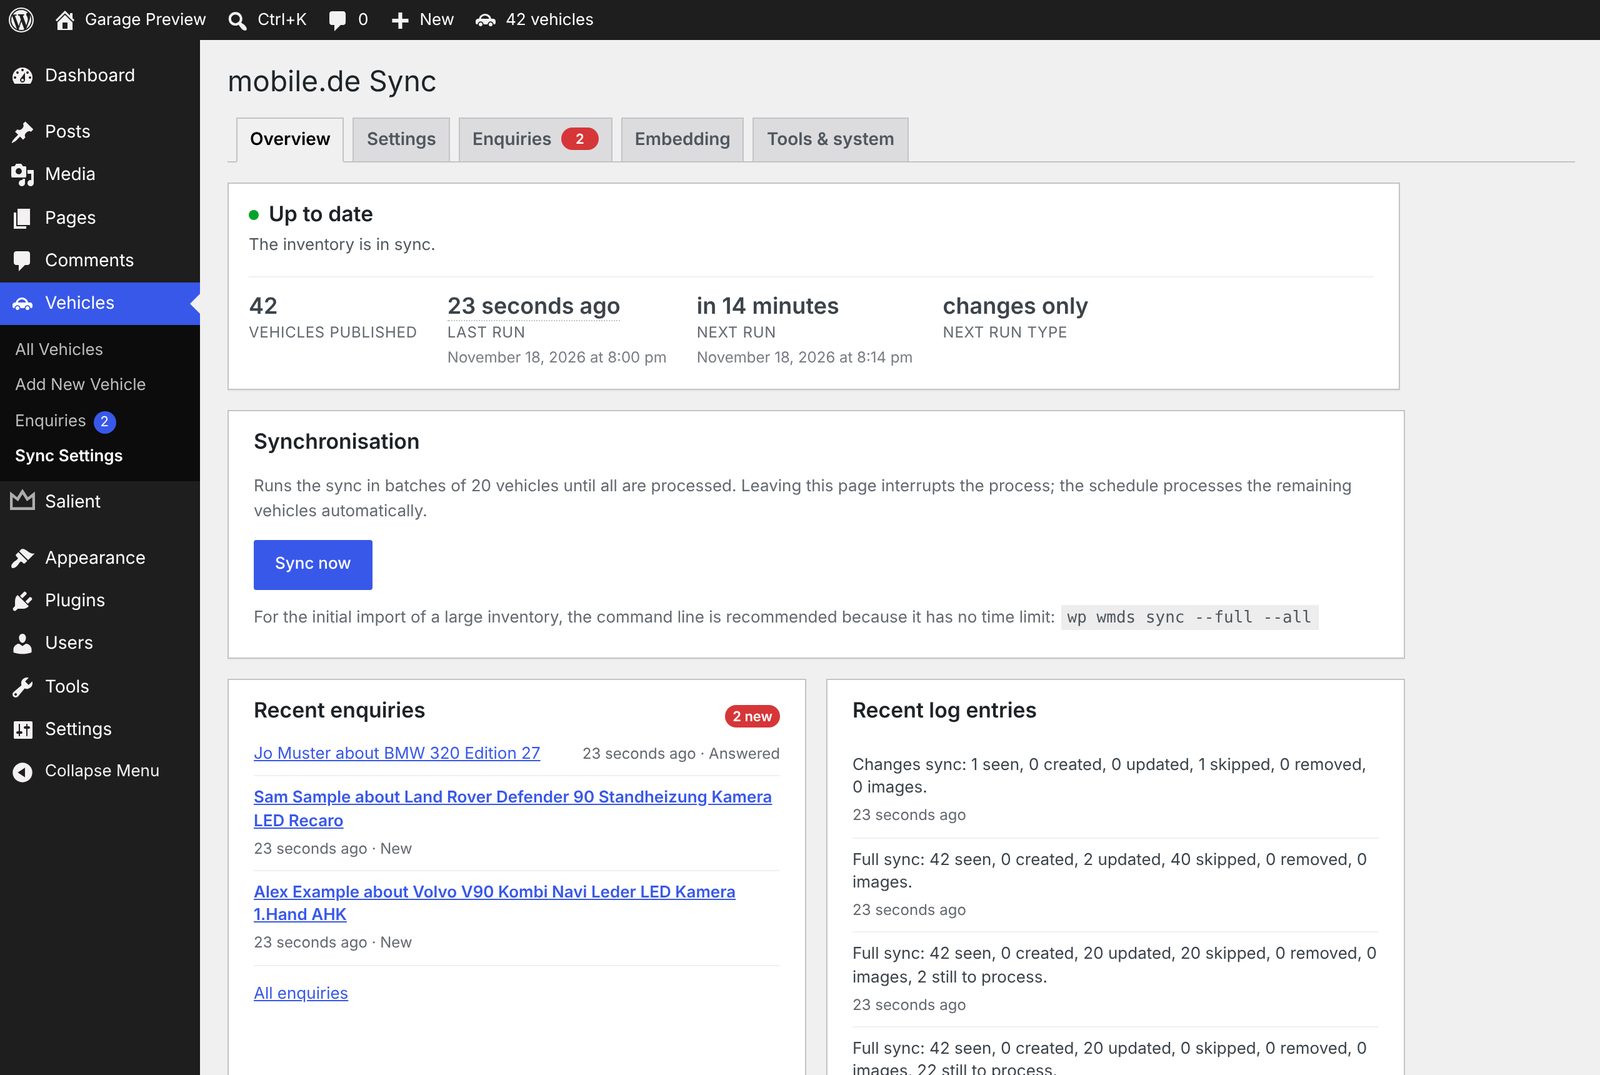 Garage Preview
Ctrl+K
0
New
42 vehicles
Dashboard
Posts
Media
Pages
Comments
Vehicles
All Vehicles
Add New Vehicle
Enquiries 2
Sync Settings
Salient
Appearance
Plugins
Users
Tools
Settings
Collapse Menu
mobile.de Sync
Overview
Settings
Enquiries 2
Embedding
Tools & system
Up to date
The inventory is in sync.
42
VEHICLES PUBLISHED
23 seconds ago
LAST RUN
November 18, 2026 at 8:00 pm
in 14 minutes
NEXT RUN
November 18, 2026 at 8:14 pm
changes only
NEXT RUN TYPE
Synchronisation
Runs the sync in batches of 20 vehicles until all are processed. Leaving this page interrupts the process; the schedule processes the remaining
vehicles automatically.
Sync now
For the initial import of a large inventory, the command line is recommended because it has no time limit: wp wmds sync --full --all
Recent enquiries
2 new
Jo Muster about BMW 320 Edition 27
23 seconds ago · Answered
Sam Sample about Land Rover Defender 90 Standheizung Kamera
LED Recaro
23 seconds ago · New
Alex Example about Volvo V90 Kombi Navi Leder LED Kamera
1.Hand AHK
23 seconds ago · New
All enquiries
Recent log entries
Changes sync: 1 seen, 0 created, 0 updated, 1 skipped, 0 removed,
0 images.
23 seconds ago
Full sync: 42 seen, 0 created, 2 updated, 40 skipped, 0 removed, 0
images.
23 seconds ago
Full sync: 42 seen, 0 created, 20 updated, 20 skipped, 0 removed, 0
images, 2 still to process.
23 seconds ago
Full sync: 42 seen, 0 created, 20 updated, 0 skipped, 0 removed, 0
images, 22 still to process.